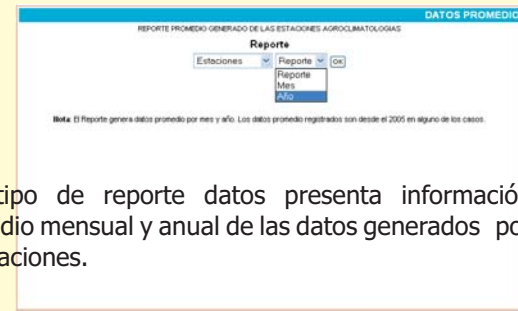 DATOS PROMEDIO
REPORTE PROMEDIO GENERADO DE LAS ESTACIONES AGROCLIMATOLOGIAS
Reporte
Estaciones Reporte OK
Reporte
Mes
Año
Nota: El Reporte genera datos promedio por mes y año. Los datos promedio registrados son desde el 2005 en alguno de los casos.
tipo de reporte datos presenta informació
dio mensual y anual de las datos generados po
aciones.